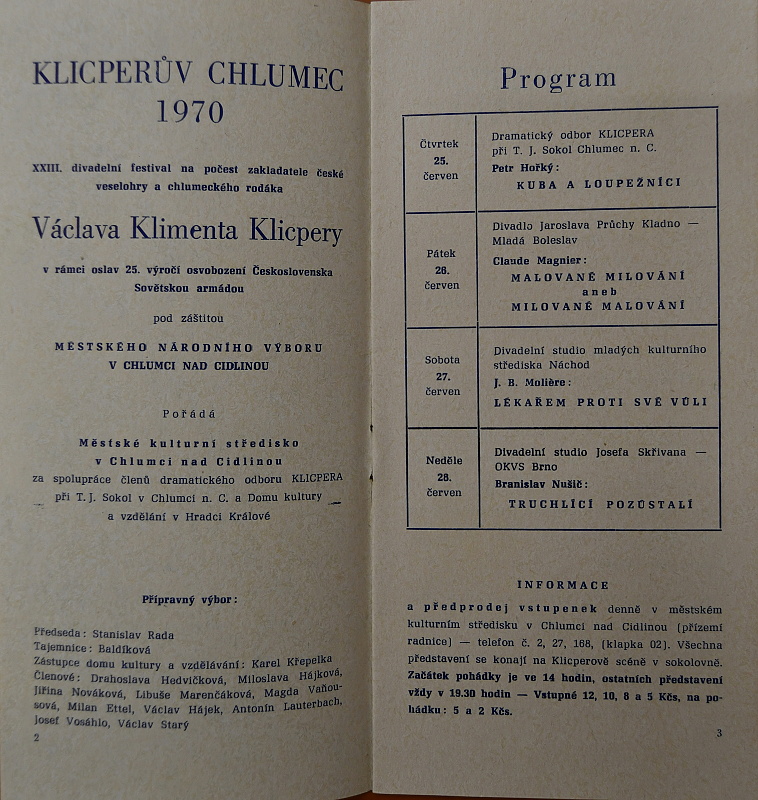 KLICPERŮV CHLUMEC
1970
XXIII. divadelní festival na počest zakladatele české
veselohry a chlumeckého rodáka
Václava Klimenta Klicpery
v rámci oslav 25. výročí osvobození Československa
Sovětskou armádou
pod záštitou
MĚSTSKÉHO NÁRODNÍHO VÝBORU
V CHLUMCI NAD CIDLINOU
Pořádá
Městské kulturní středisko
v Chlumci nad Cidlinou
za spolupráce členů dramatického odboru KLICPERA
při T. J. Sokol v Chlumci n. C. a Domu kultury
a vzdělání v Hradci Králové
Přípravný výbor:
Předseda: Stanislav Rada
Tajemnice: Baldíková
Zástupce domu kultury a vzdělávání: Karel Křepelka
Členové: Drahoslava Hedvičková, Miloslava Hájková,
Jiřina Nováková, Libuše Marenčáková, Magda Vaňou-
sová, Milan Ettel, Václav Hájek, Antonín Lauterbach,
Josef Vosáhlo, Václav Starý
2
Program
Čtvrtek
25.
červen
Dramatický odbor KLICPERA
při T. J. Sokol Chlumec n. C.
Petr Hořký:
KUBA A LOUPEŽNÍCI
Pátek
26.
červen
Divadlo Jaroslava Průchy Kladno —
Mladá Boleslav
Claude Magnier:
MALOVANÉ MILOVÁNÍ
aneb
MILOVANÉ MALOVÁNÍ
Sobota
27.
červen
Divadelní studio mladých kulturního
střediska Náchod
J. B. Molière:
LÉKAŘEM PROTI SVÉ VŮLI
Neděle
28.
červen
Divadelní studio Josefa Skřivana —
OKVS Brno
Branislav Nušič:
TRUCHLÍCÍ POZŮSTALÍ
INFORMACE
a předprodej vstupenek denně v městském
kulturním středisku v Chlumci nad Cidlinou (přízemí
radnice) — telefon č. 2, 27, 168, (klapka 02). Všechna
představení se konají na Klicperově scéně v sokolovně.
Začátek pohádky je ve 14 hodin, ostatních představení
vždy v 19.30 hodin — Vstupné 12, 10, 8 a 5 Kčs, na po-
hádku: 5 a 2 Kčs.
3